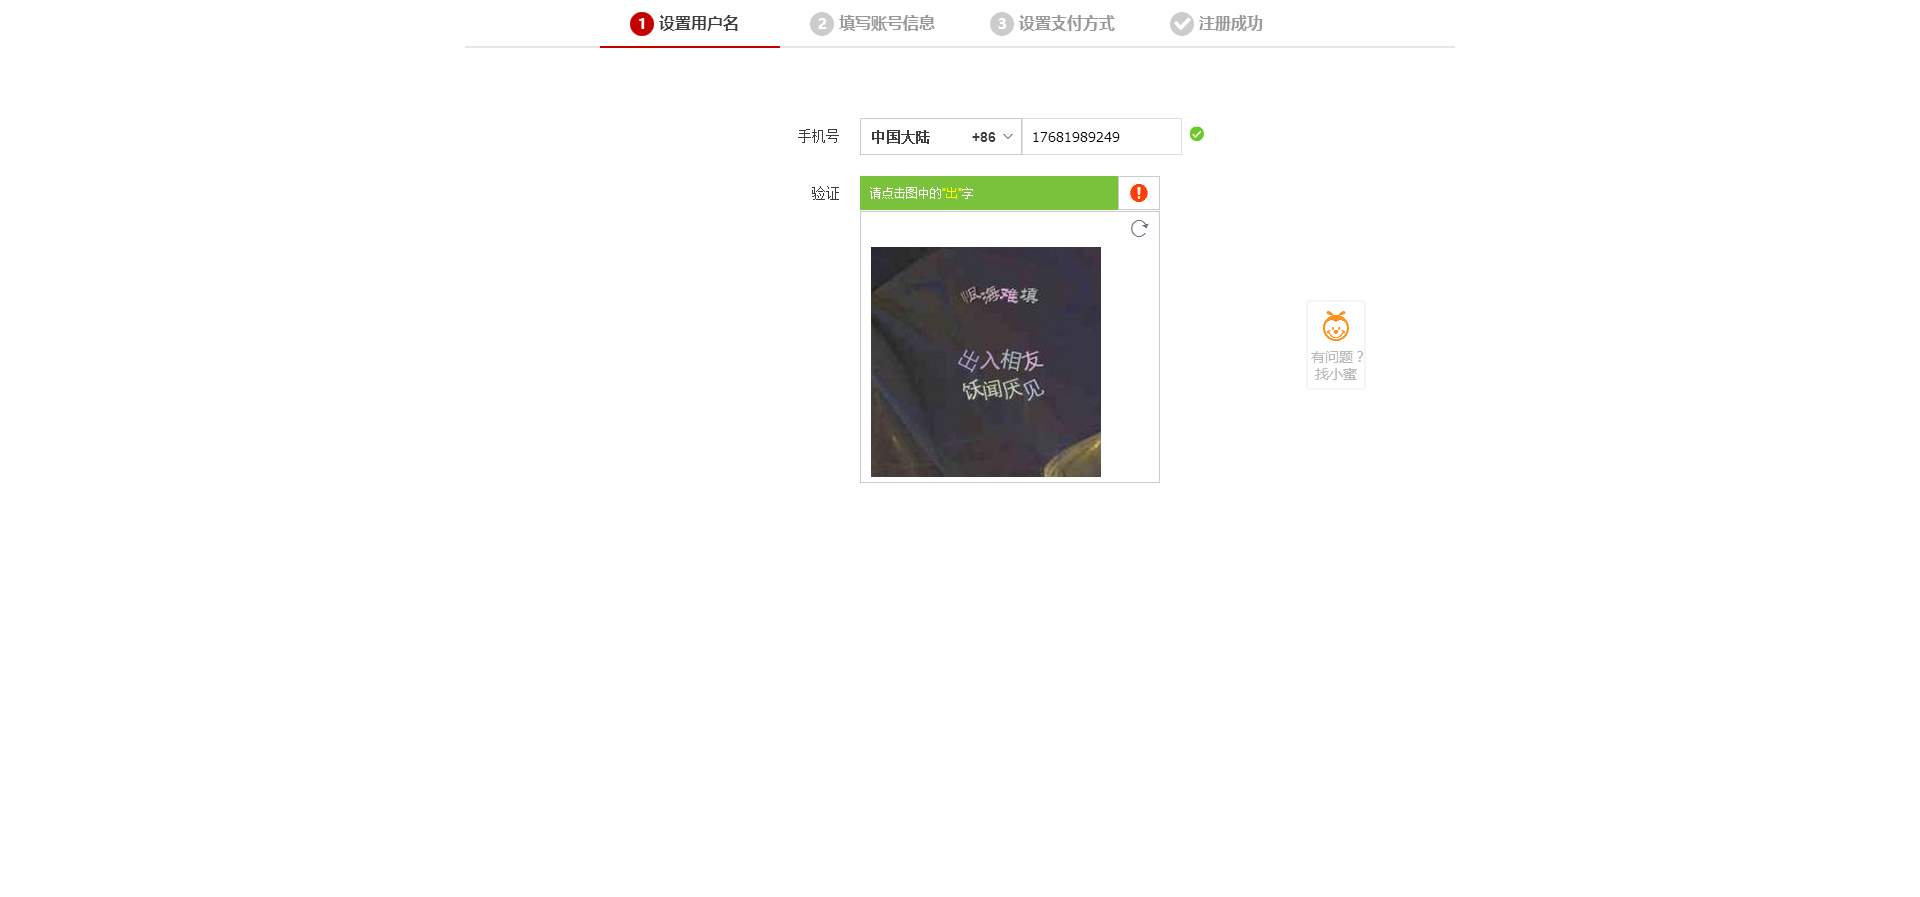 1 设置用户名
2 填写账号信息
3 设置支付方式
注册成功
手机号 中国大陆 +86 17681989249
验证 请点击图中的“出”字
海难填
出入相友
饫闻厌见
有问题？
找小蜜